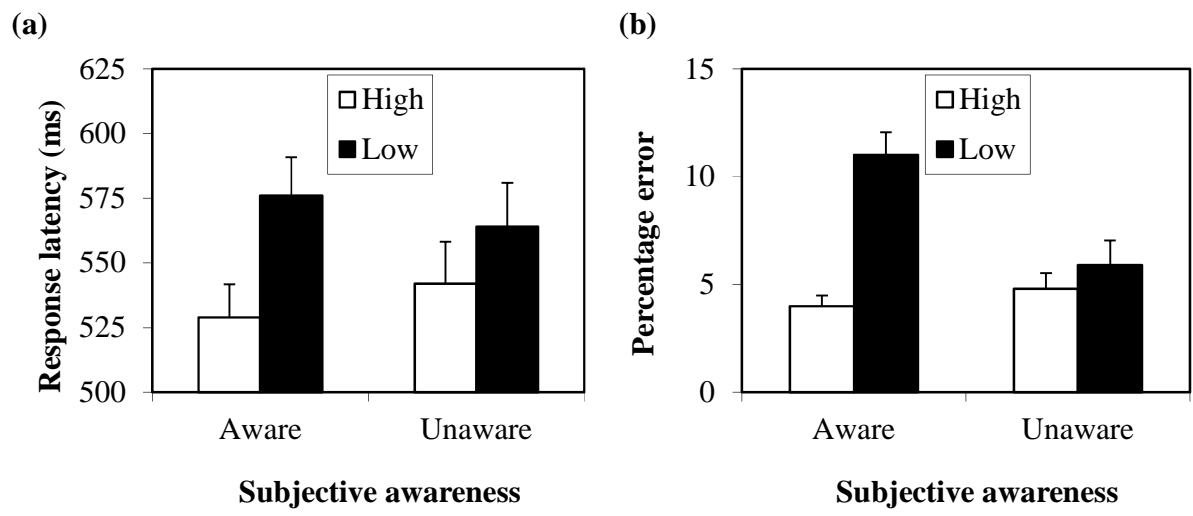 (a)
Response latency (ms)
625
600
575
550
525
500
High
Low
Aware
Unaware
Subjective awareness
(b)
Percentage error
15
10
5
0
High
Low
Aware
Unaware
Subjective awareness